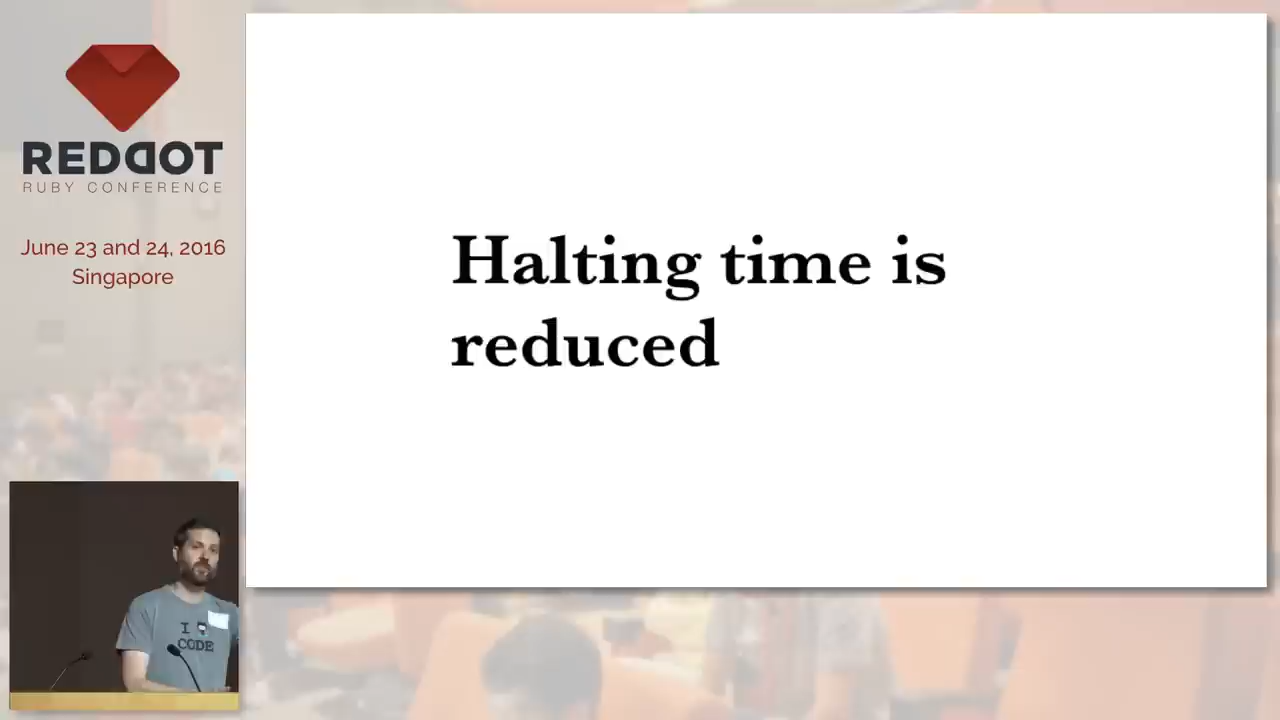 REDDOT
RUBY CONFERENCE
June 23 and 24, 2016
Singapore
Halting time is
reduced
I
CODE